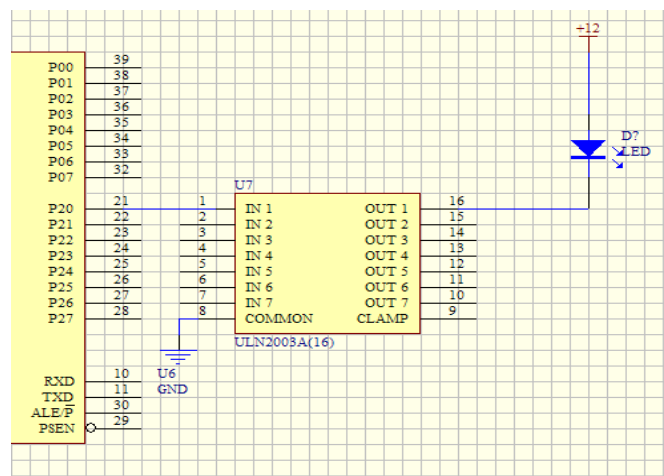 +12
D?
LED
P00 39
P01 38
P02 37
P03 36
P04 35
P05 34
P06 33
P07 32
U7
P20 21 1 IN 1 OUT 1 16
P21 22 2 IN 2 OUT 2 15
P22 23 3 IN 3 OUT 3 14
P23 24 4 IN 4 OUT 4 13
P24 25 5 IN 5 OUT 5 12
P25 26 6 IN 6 OUT 6 11
P26 27 7 IN 7 OUT 7 10
P27 28 8 COMMON CLAMP 9
ULN2003A(16)
U6
GND
RXD 10
TXD 11
ALE/P̅ 30
PSEN 29